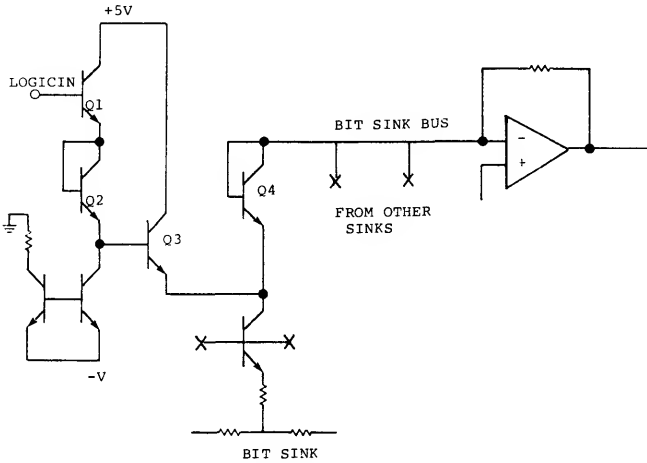 +5V
LOGICIN
Q1
BIT SINK BUS
Q2
Q4
FROM OTHER
SINKS
Q3
-V
BIT SINK
−
+